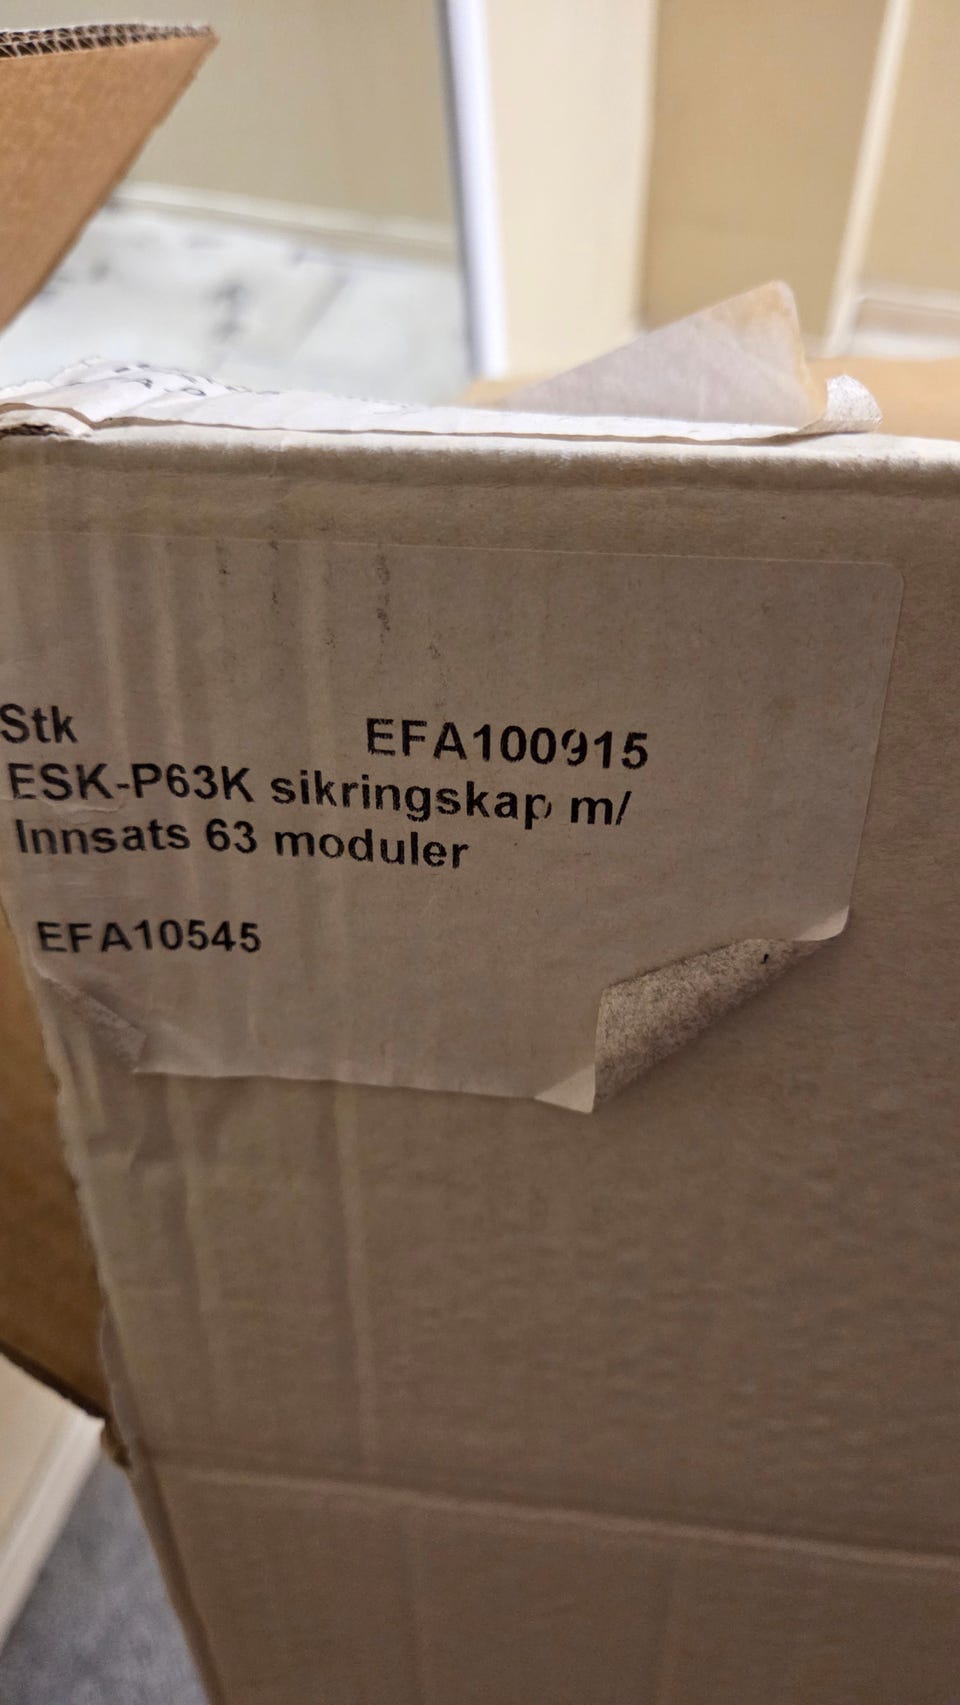 Stk EFA100915
ESK-P63K sikringskap m/
Innsats 63 moduler
EFA10545